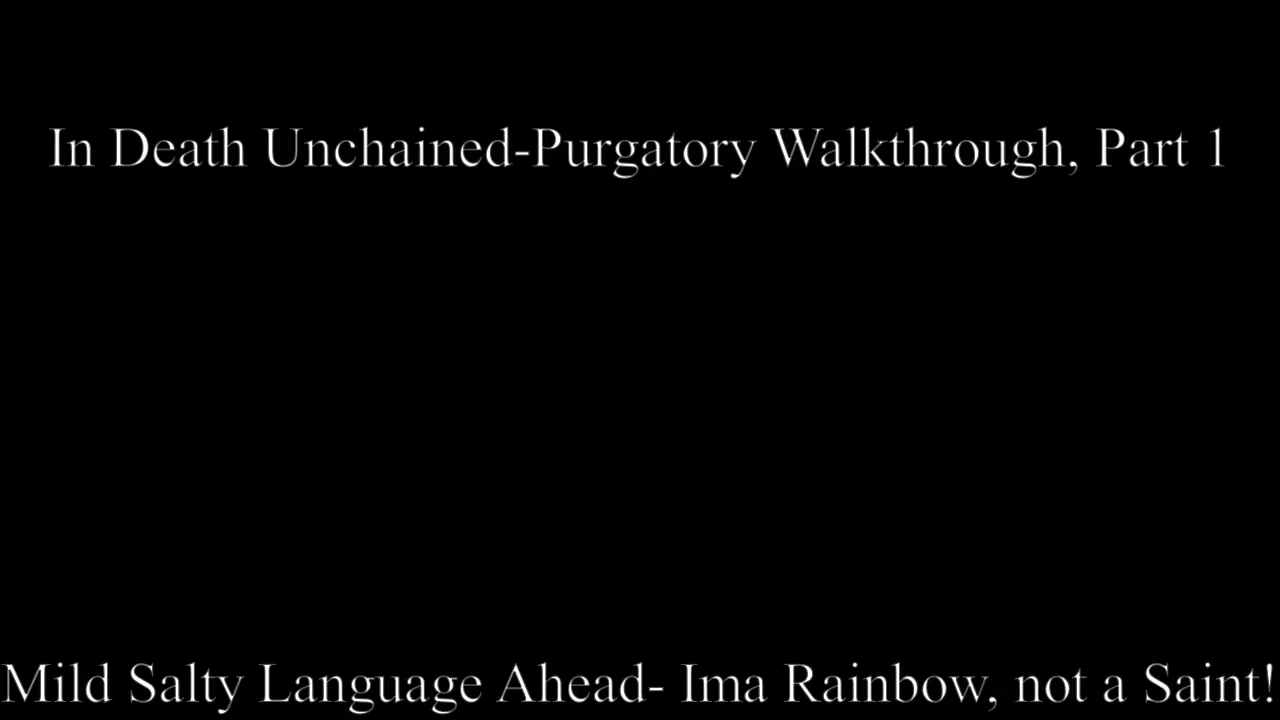 In Death Unchained-Purgatory Walkthrough, Part 1
Mild Salty Language Ahead- Ima Rainbow, not a Saint!